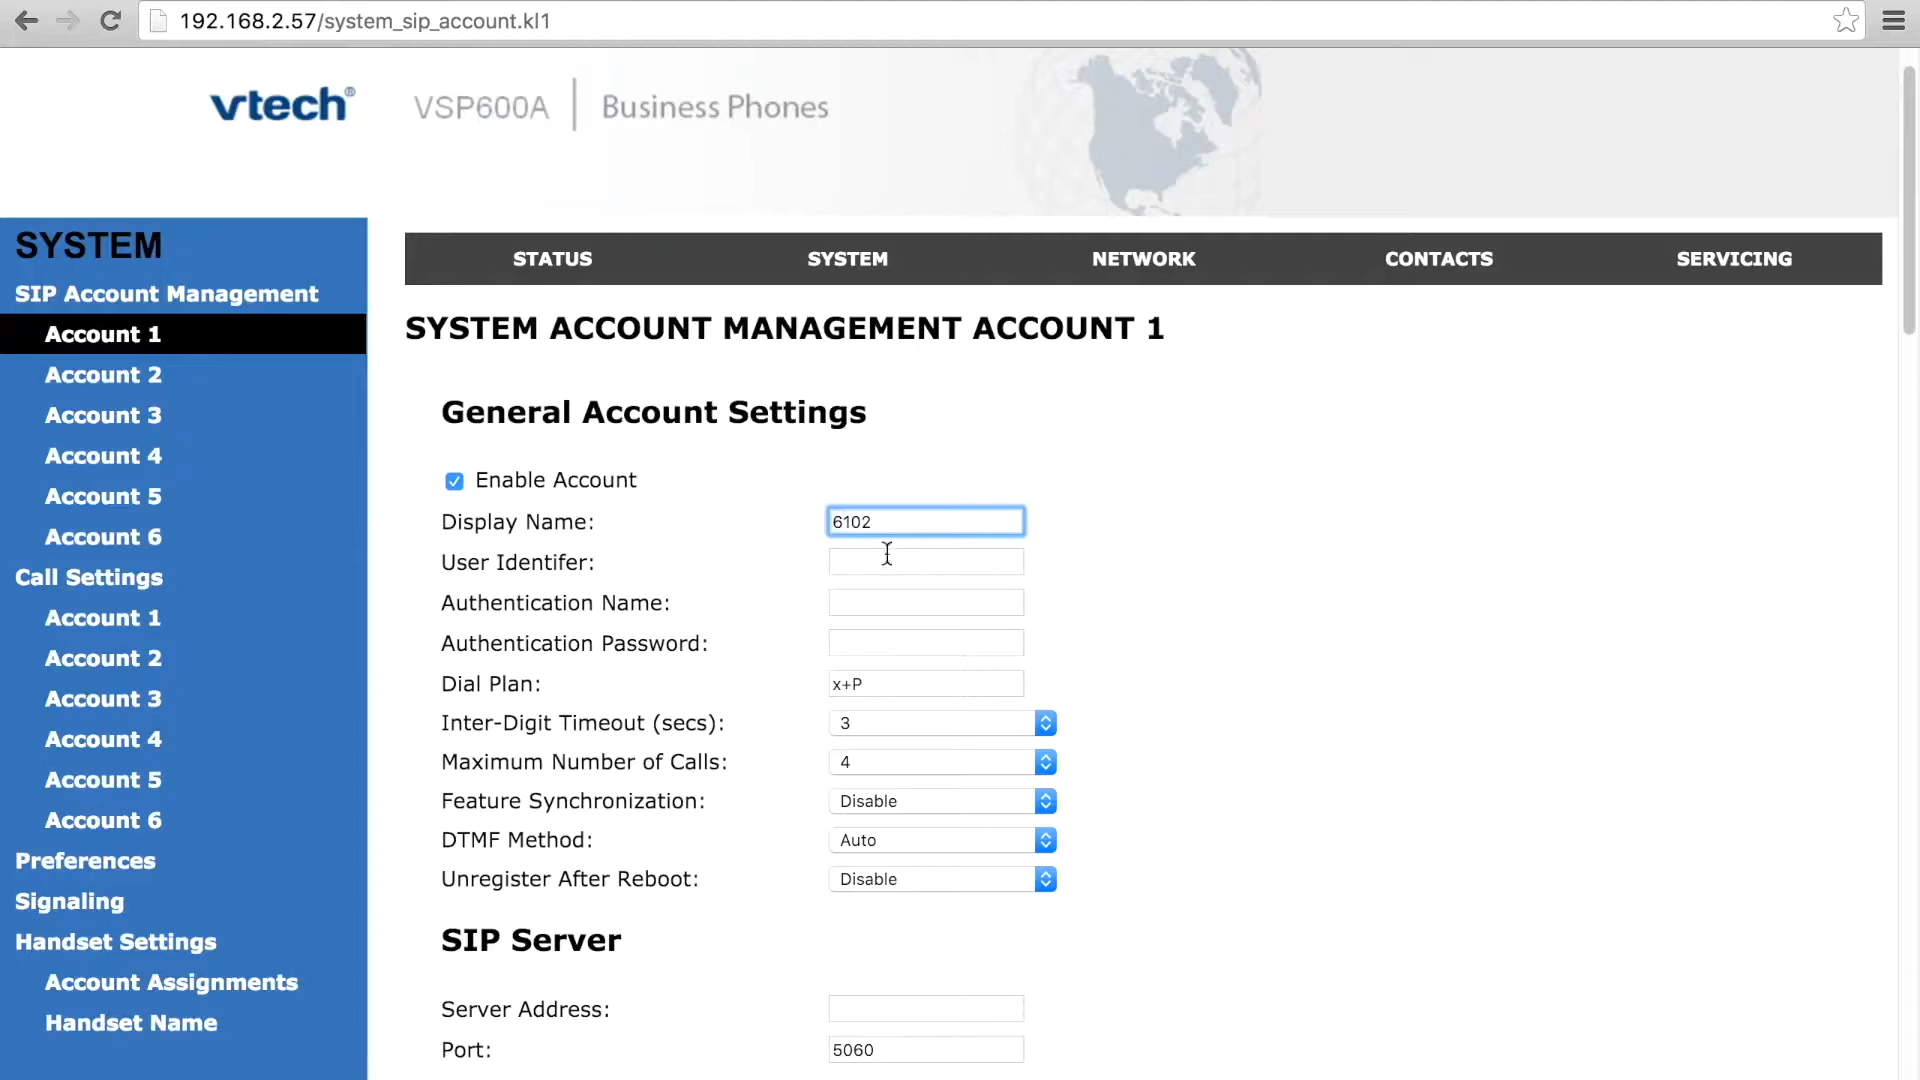 192.168.2.57/system_sip_account.kl1
vtech® VSP600A Business Phones
SYSTEM
SIP Account Management
Account 1
Account 2
Account 3
Account 4
Account 5
Account 6
Call Settings
Account 1
Account 2
Account 3
Account 4
Account 5
Account 6
Preferences
Signaling
Handset Settings
Account Assignments
Handset Name
STATUS SYSTEM NETWORK CONTACTS SERVICING
SYSTEM ACCOUNT MANAGEMENT ACCOUNT 1
General Account Settings
Enable Account
Display Name: 6102
User Identifer:
Authentication Name:
Authentication Password:
Dial Plan: x+P
Inter-Digit Timeout (secs): 3
Maximum Number of Calls: 4
Feature Synchronization: Disable
DTMF Method: Auto
Unregister After Reboot: Disable
SIP Server
Server Address:
Port: 5060